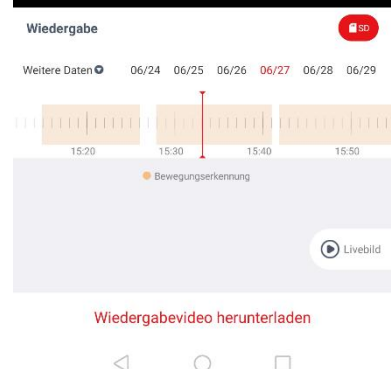 Wiedergabe SD
Weitere Daten 06/24 06/25 06/26 06/27 06/28 06/29
15:20 15:30 15:40 15:50
Bewegungserkennung
Livebild
Wiedergabevideo herunterladen